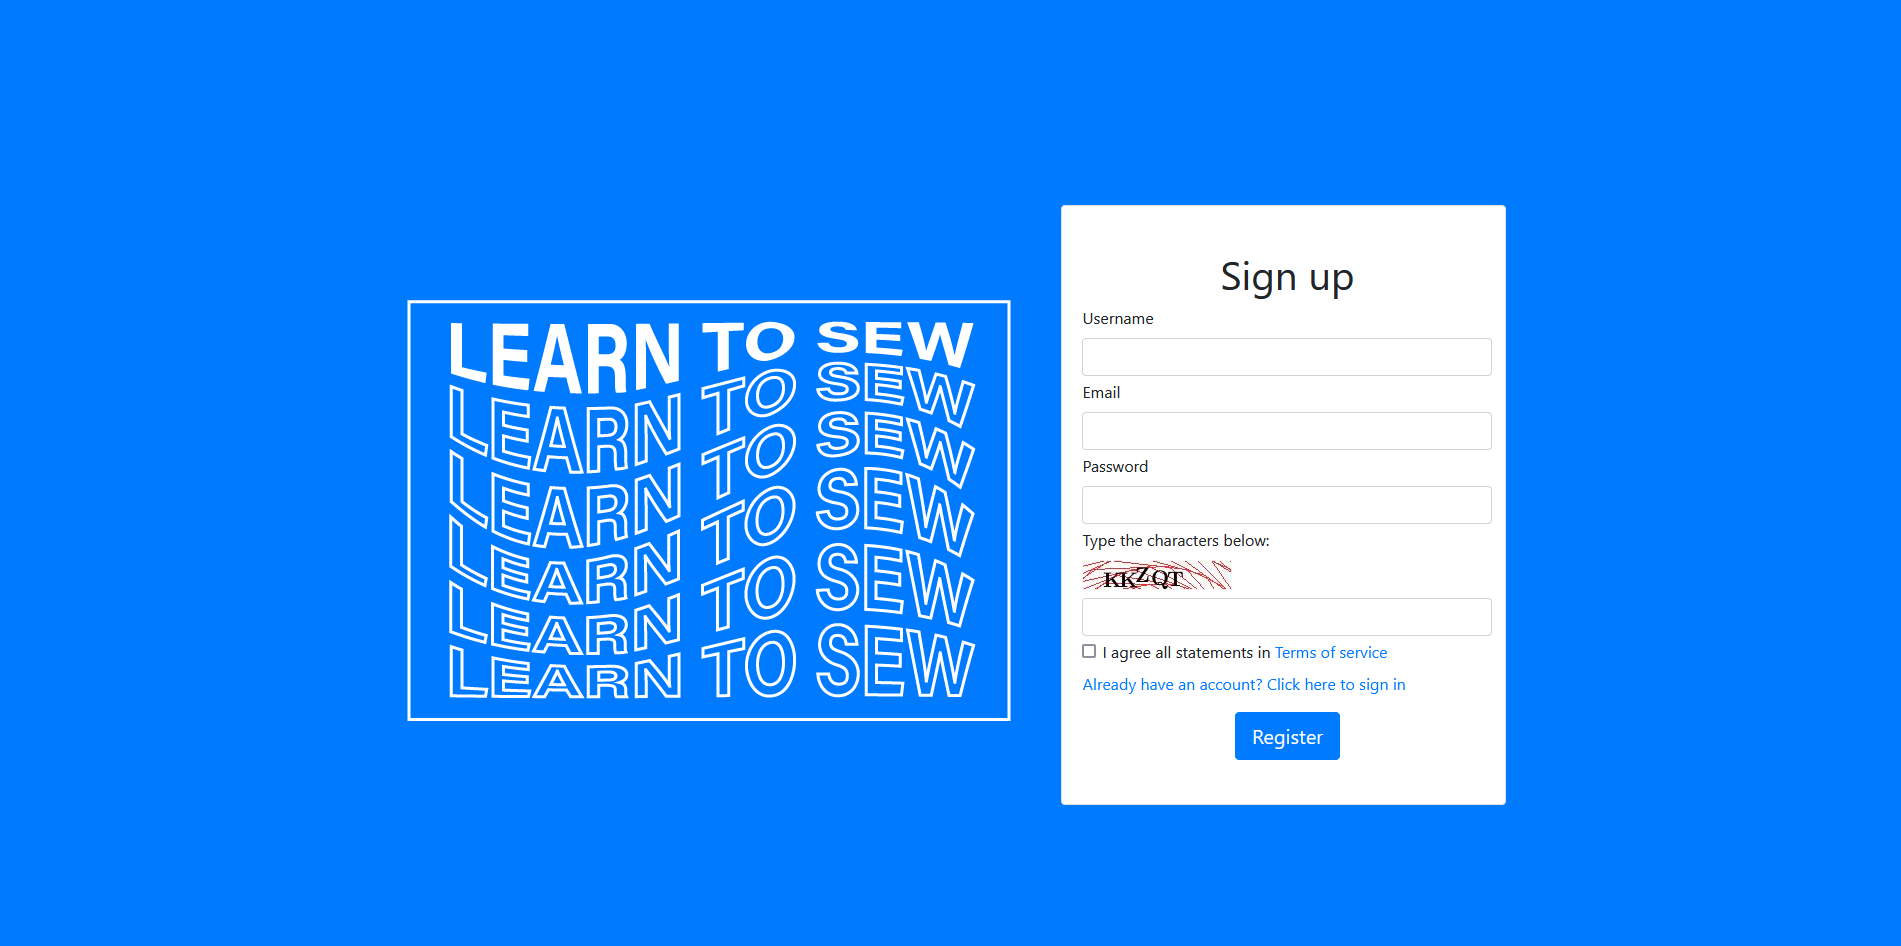 LEARN TO SEW
LEARN TO SEW
LEARN TO SEW
LEARN TO SEW
LEARN TO SEW
LEARN TO SEW
Sign up
Username
Email
Password
Type the characters below:
KKZQT
I agree all statements in Terms of service
Already have an account? Click here to sign in
Register